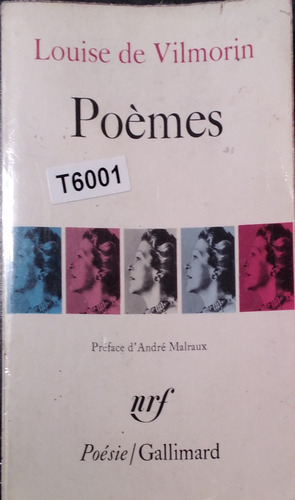 Louise de Vilmorin
Poèmes
T6001
Préface d'André Malraux
nrf
Poésie/Gallimard